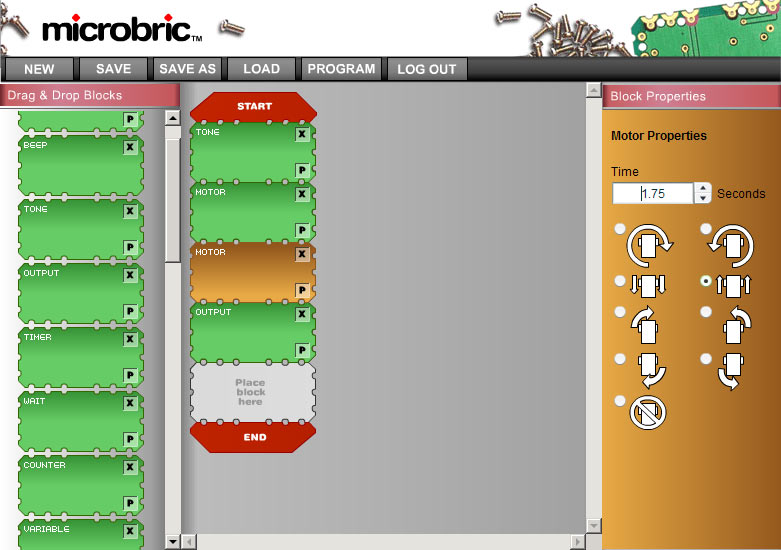 microbric™
NEW
SAVE
SAVE AS
LOAD
PROGRAM
LOG OUT
Drag & Drop Blocks
P
BEEP
X
TONE
X
P
OUTPUT
X
P
TIMER
X
P
WAIT
X
P
COUNTER
X
P
VARIABLE
X
START
TONE
X
P
MOTOR
X
P
MOTOR
X
P
OUTPUT
X
P
Place
block
here
END
Block Properties
Motor Properties
Time
1.75 Seconds